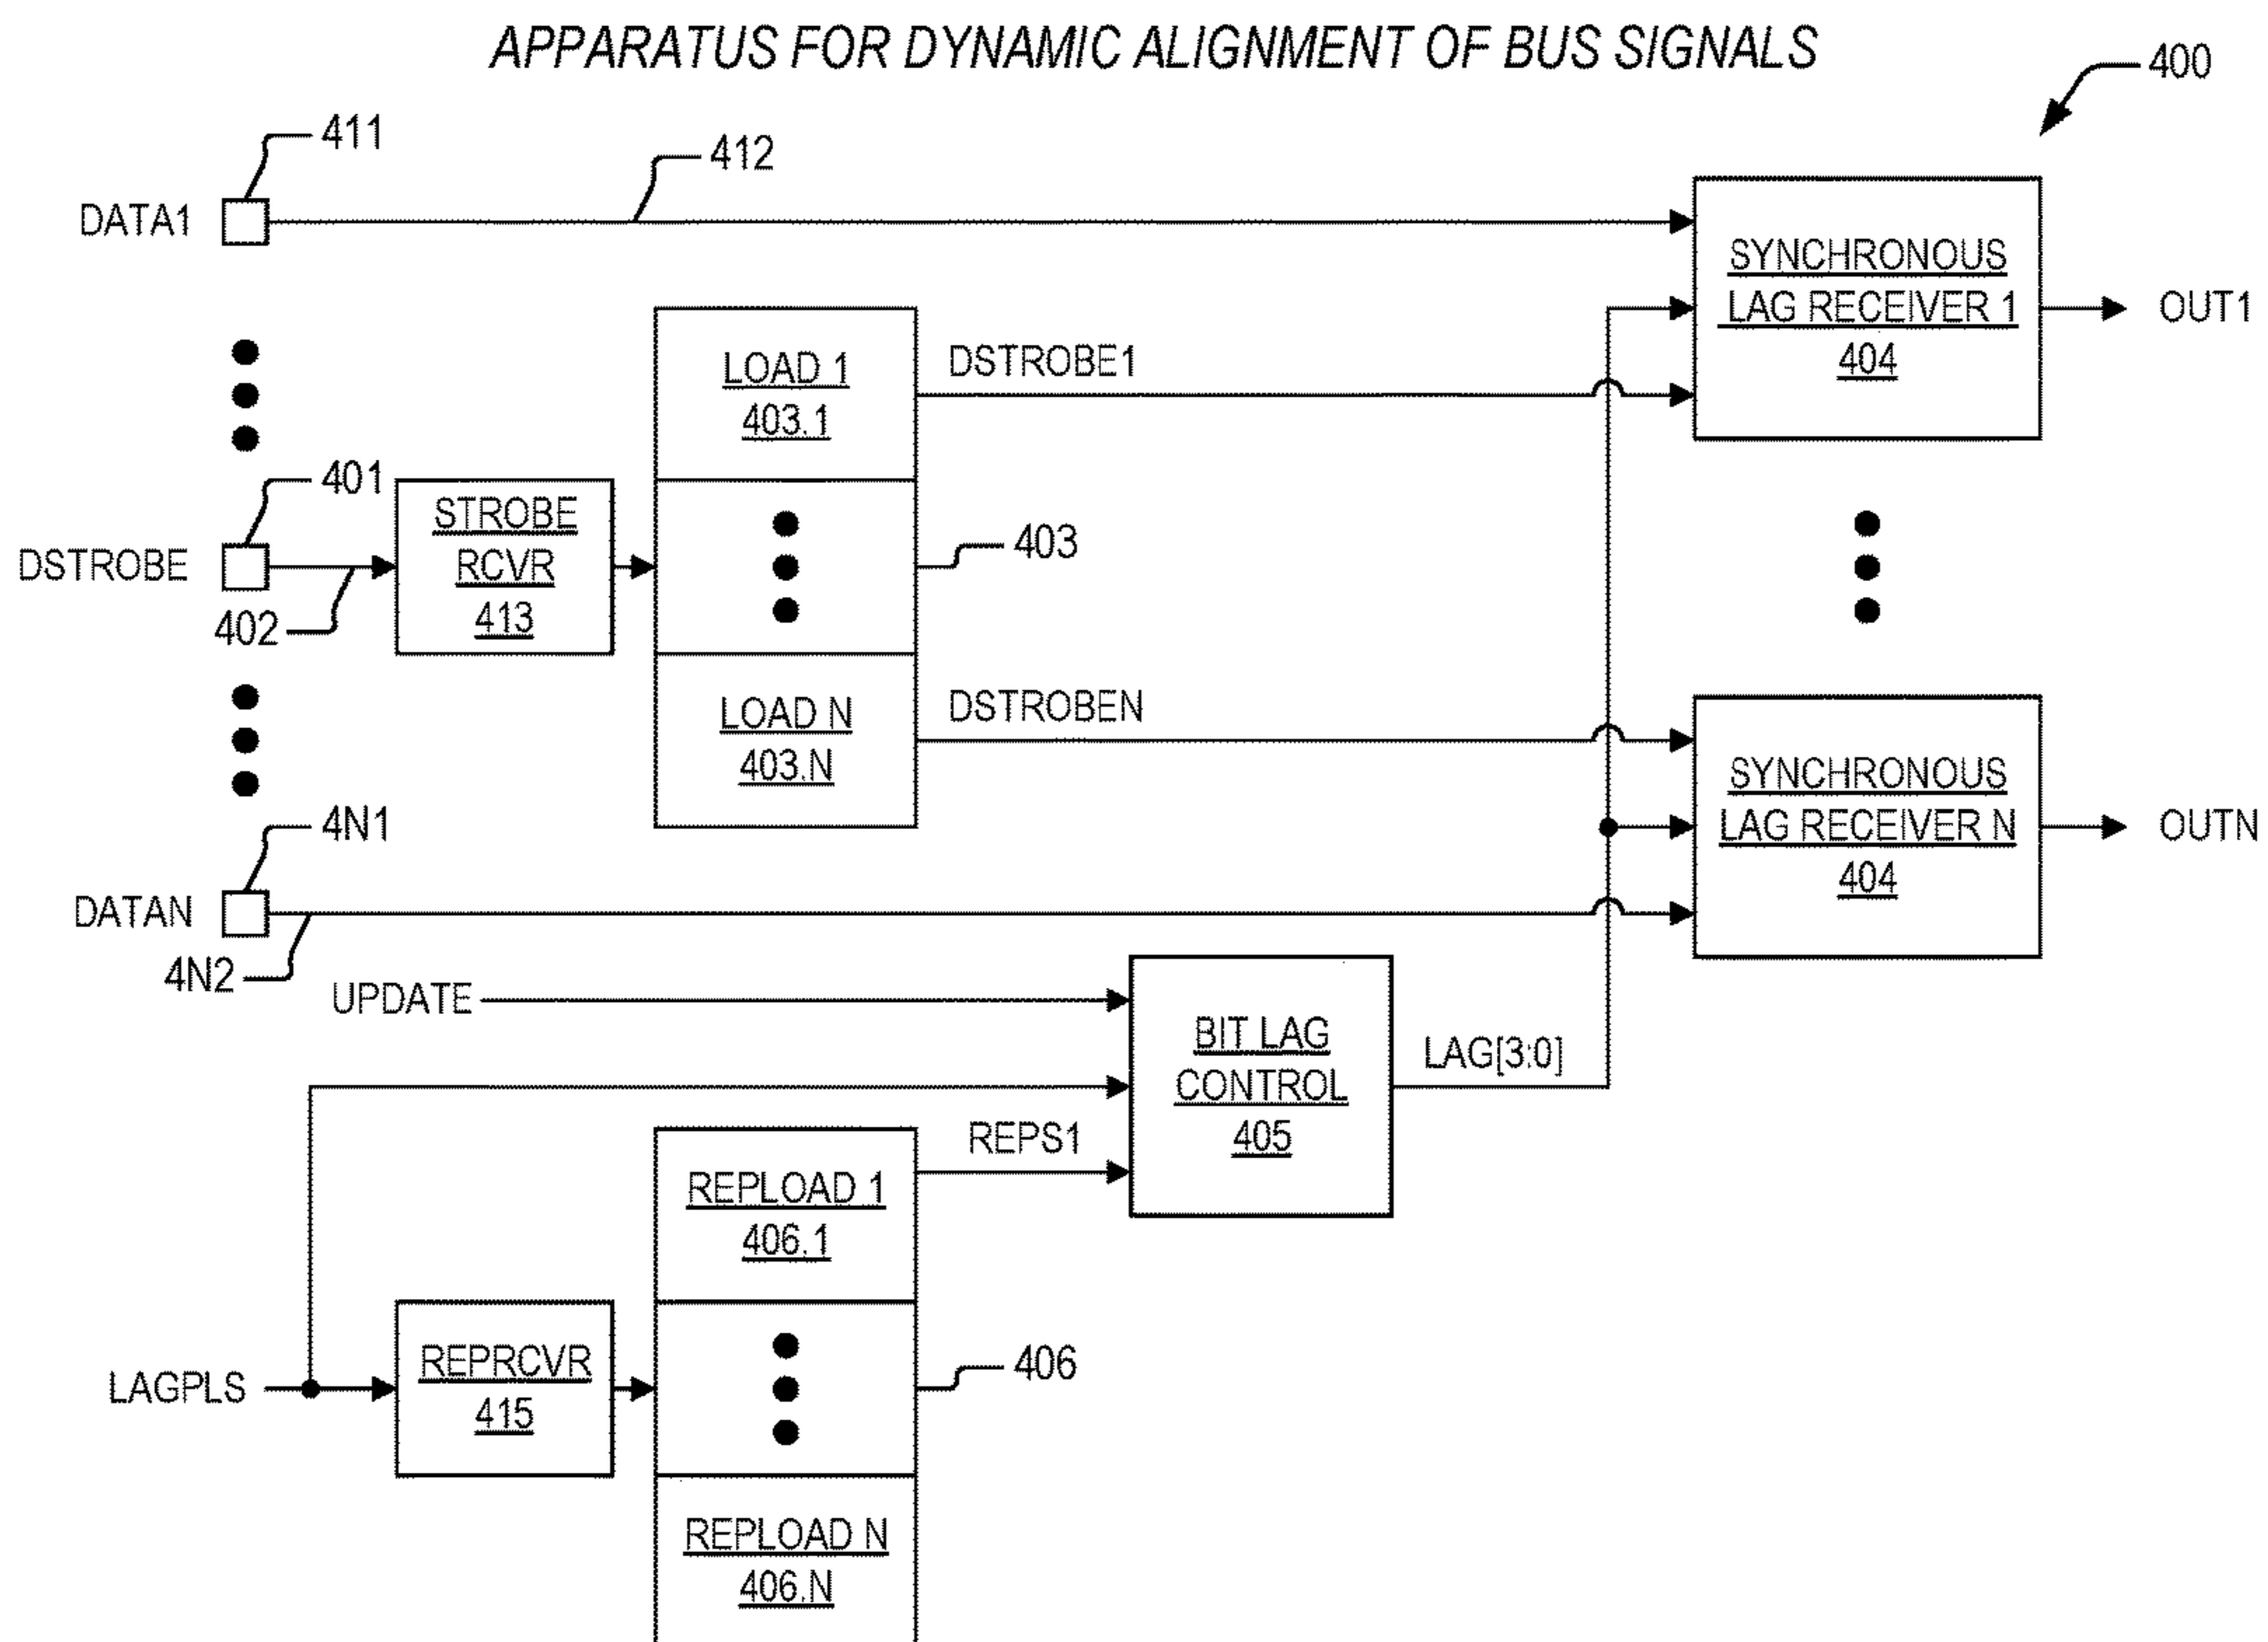 APPARATUS FOR DYNAMIC ALIGNMENT OF BUS SIGNALS
400
411
412
DATA1
SYNCHRONOUS
LAG RECEIVER 1
404
OUT1
LOAD 1
403.1
DSTROBE1
401
DSTROBE
402
STROBE
RCVR
413
403
LOAD N
403.N
DSTROBEN
SYNCHRONOUS
LAG RECEIVER N
404
OUTN
4N1
DATAN
4N2
UPDATE
BIT LAG
CONTROL
405
LAG[3:0]
REPS1
REPLOAD 1
406.1
LAGPLS
REPRCVR
415
406
REPLOAD N
406.N